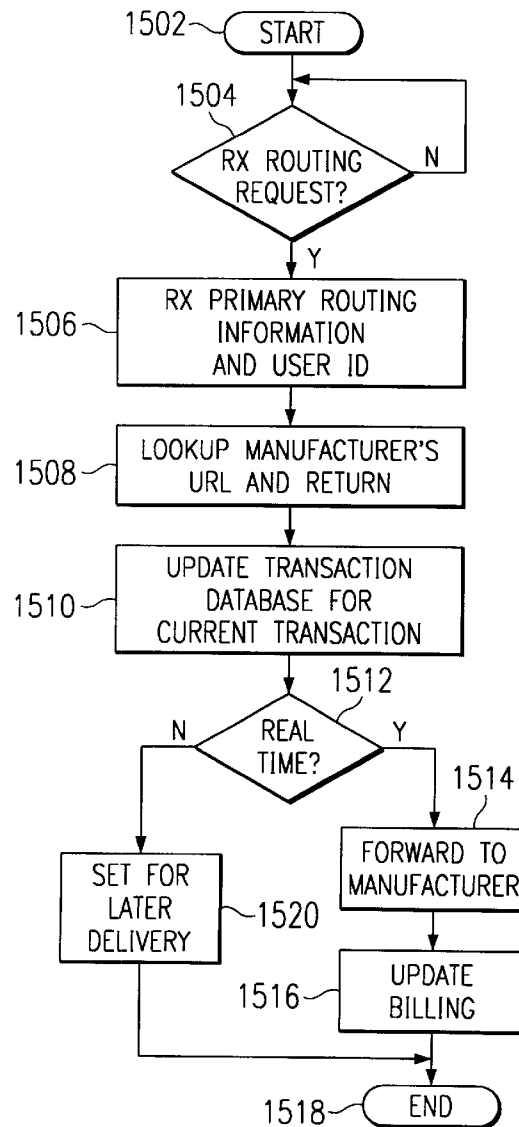 1502
START
1504
RX ROUTING
REQUEST?
N
Y
1506
RX PRIMARY ROUTING
INFORMATION
AND USER ID
1508
LOOKUP MANUFACTURER'S
URL AND RETURN
1510
UPDATE TRANSACTION
DATABASE FOR
CURRENT TRANSACTION
1512
N
REAL
TIME?
Y
1514
SET FOR
LATER
DELIVERY
1520
FORWARD TO
MANUFACTURER
1516
UPDATE
BILLING
1518
END